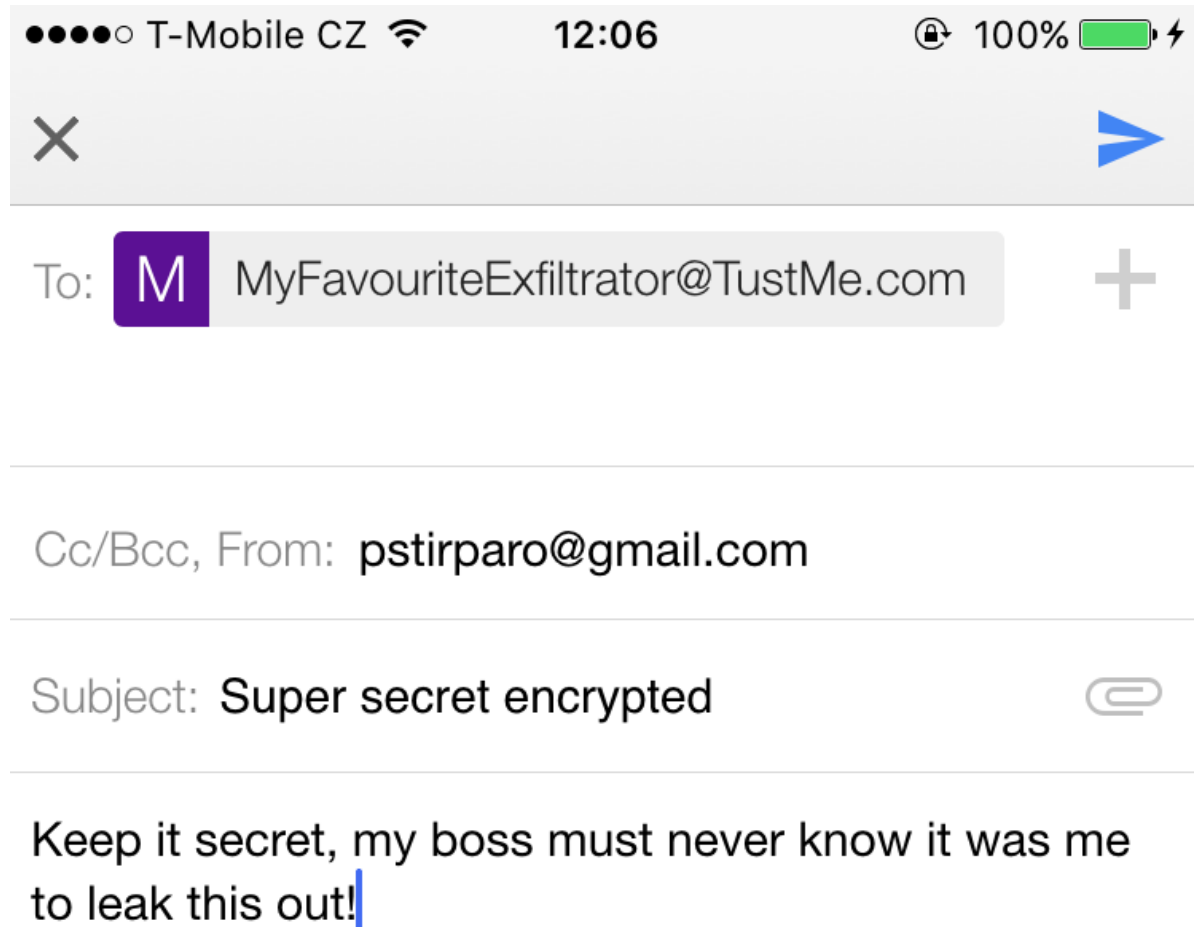 T-Mobile CZ 12:06 100%
To: M MyFavouriteExfiltrator@TustMe.com
Cc/Bcc, From: pstirparo@gmail.com
Subject: Super secret encrypted
Keep it secret, my boss must never know it was me
to leak this out!